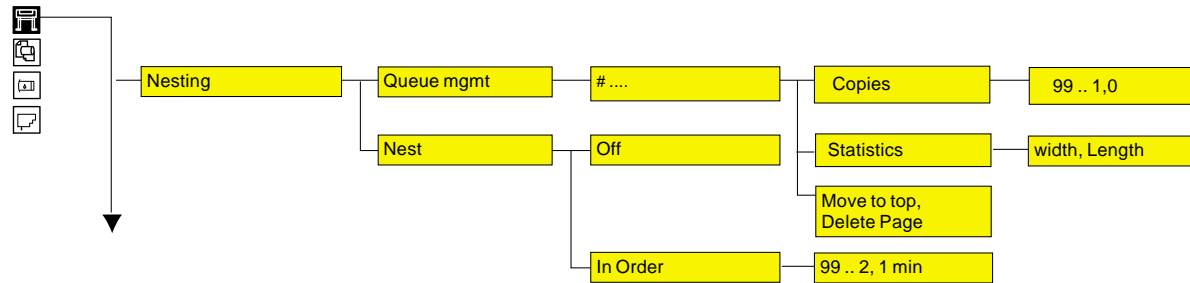 Nesting
Queue mgmt
# ....
Copies
99 .. 1,0
Nest
Off
Statistics
width, Length
Move to top,
Delete Page
In Order
99 .. 2, 1 min